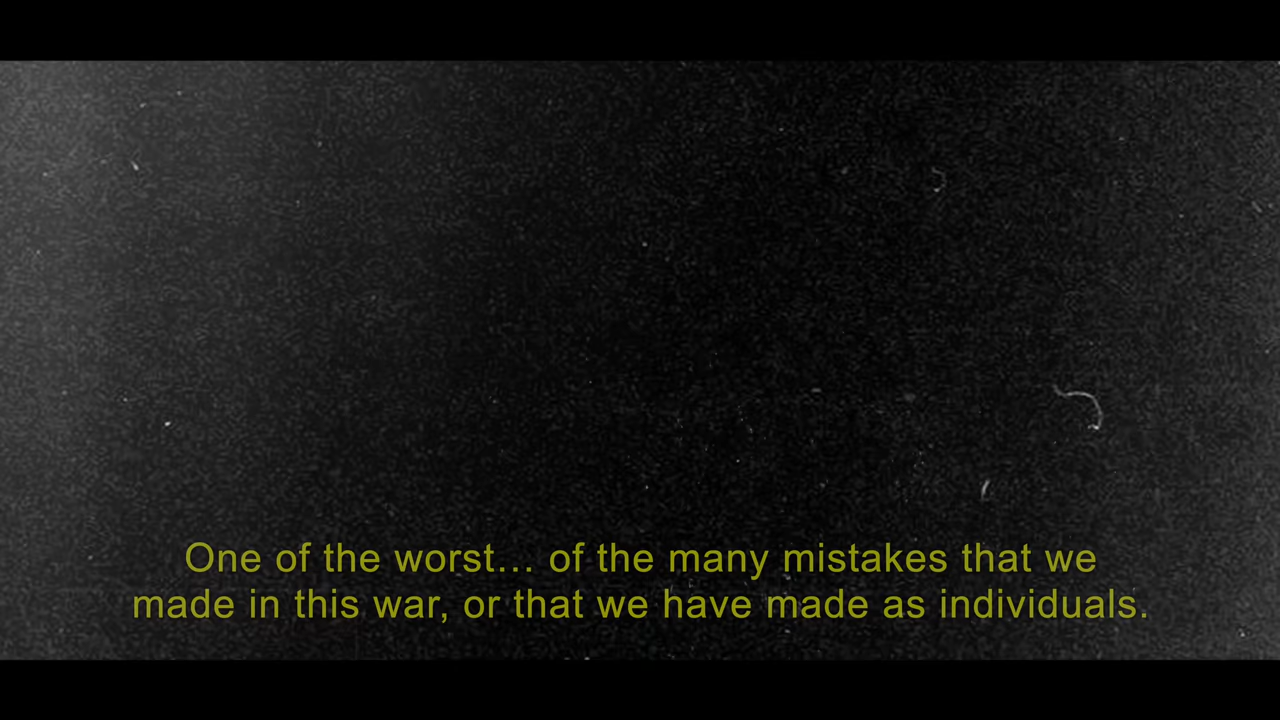 One of the worst... of the many mistakes that we
made in this war, or that we have made as individuals.